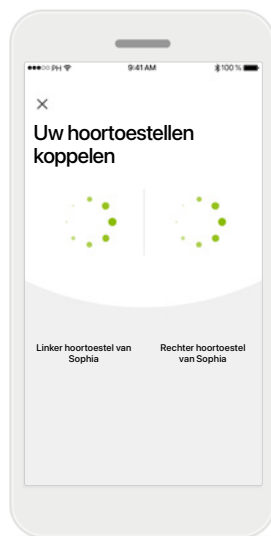 PH 9:41 AM 100 %
Uw hoortoestellen
koppelen
Linker hoortoestel van
Sophia
Rechter hoortoestel
van Sophia